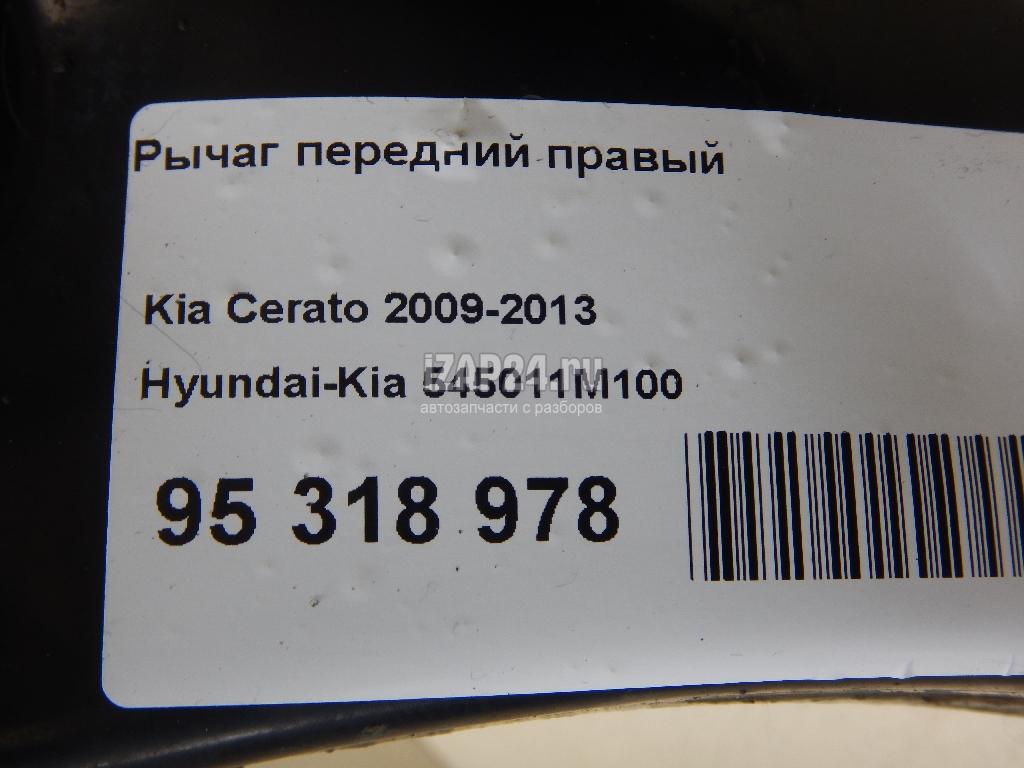 Рычаг передний правый
Kia Cerato 2009-2013
iZAP24.ru
Hyundai-Kia 545011M100
автозапчасти с разборов
95 318 978